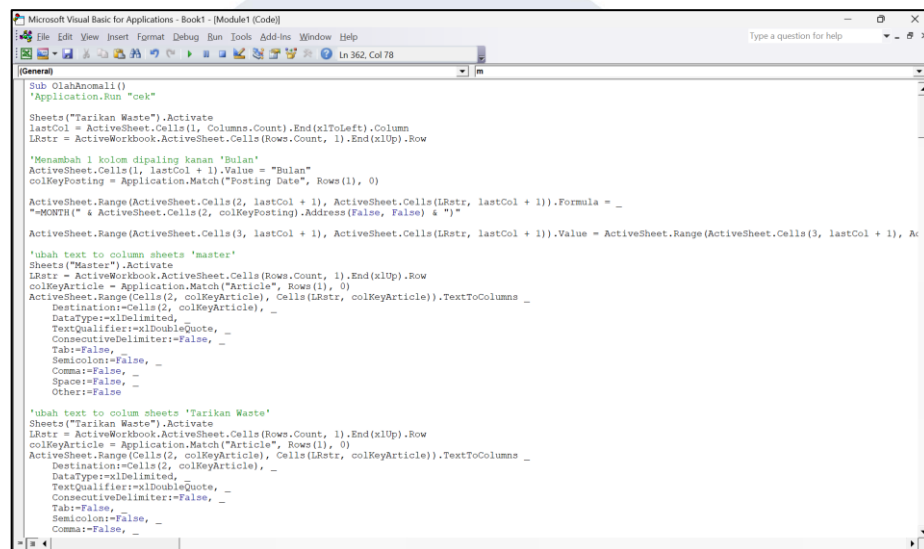 Microsoft Visual Basic for Applications - Book1 - [Module1 (Code)]
File Edit View Insert Format Debug Run Tools Add-Ins Window Help
Type a question for help
Ln 362, Col 78
(General)
m
Sub OlahAnomali()
'Application.Run "cek"
Sheets("Tarikan Waste").Activate
lastCol = ActiveSheet.Cells(1, Columns.Count).End(xlToLeft).Column
LRstr = ActiveWorkbook.ActiveSheet.Cells(Rows.Count, 1).End(xlUp).Row
'Menambah 1 kolom dipaling kanan 'Bulan"
ActiveSheet.Cells(1, lastCol + 1).Value = "Bulan"
colKeyPosting = Application.Match("Posting Date", Rows(1), 0)
ActiveSheet.Range(ActiveSheet.Cells(2, lastCol + 1), ActiveSheet.Cells(LRstr, lastCol + 1)).Formula = _
"=MONTH(" & ActiveSheet.Cells(2, colKeyPosting).Address(False, False) & ")"
ActiveSheet.Range(ActiveSheet.Cells(3, lastCol + 1), ActiveSheet.Cells(LRstr, lastCol + 1)).Value = ActiveSheet.Range(ActiveSheet.Cells(3, lastCol + 1),
'ubah text to column sheets 'master'
Sheets("Master").Activate
LRstr = ActiveWorkbook.ActiveSheet.Cells(Rows.Count, 1).End(xlUp).Row
colKeyArticle = Application.Match("Article", Rows(1), 0)
ActiveSheet.Range(Cells(2, colKeyArticle), Cells(LRstr, colKeyArticle)).TextToColumns _
Destination:=Cells(2, colKeyArticle), _
DataType:=xlDelimited, _
TextQualifier:=xlDoubleQuote, _
ConsecutiveDelimiter:=False, _
Tab:=False, _
Semicolon:=False, _
Comma:=False, _
Space:=False, _
Other:=False
'ubah text to colum sheets 'Tarikan Waste'
Sheets("Tarikan Waste").Activate
LRstr = ActiveWorkbook.ActiveSheet.Cells(Rows.Count, 1).End(xlUp).Row
colKeyArticle = Application.Match("Article", Rows(1), 0)
ActiveSheet.Range(Cells(2, colKeyArticle), Cells(LRstr, colKeyArticle)).TextToColumns _
Destination:=Cells(2, colKeyArticle), _
DataType:=xlDelimited, _
TextQualifier:=xlDoubleQuote, _
ConsecutiveDelimiter:=False, _
Tab:=False, _
Semicolon:=False, _
Comma:=False, _